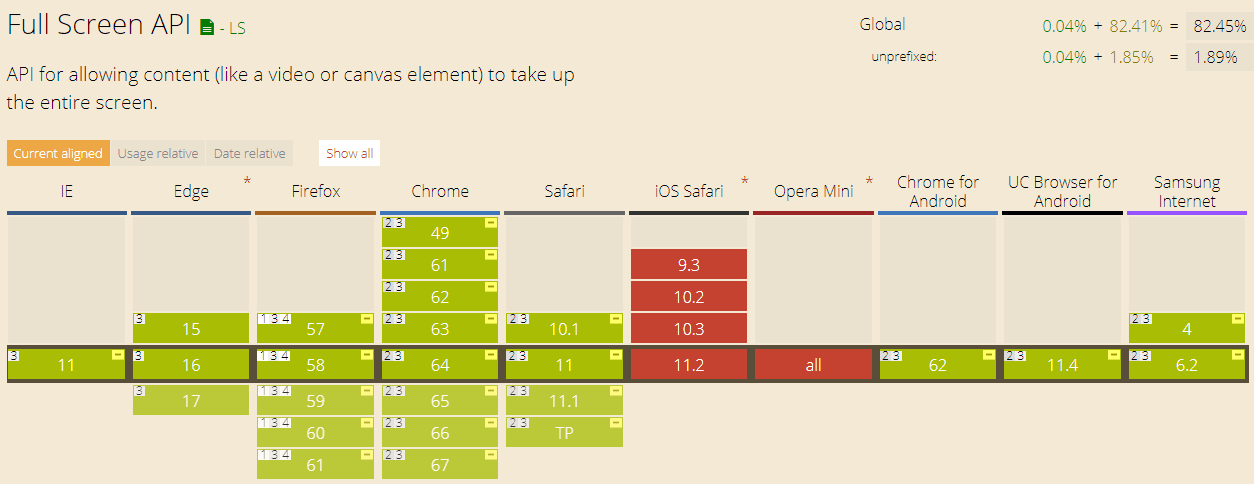 Full Screen API - LS
Global 0.04% + 82.41% = 82.45%
unprefixed: 0.04% + 1.85% = 1.89%
API for allowing content (like a video or canvas element) to take up
the entire screen.
Current aligned Usage relative Date relative Show all
IE Edge * Firefox Chrome Safari iOS Safari * Opera Mini * Chrome for Android UC Browser for Android Samsung Internet
2 3 49 -
2 3 61 - 9.3
2 3 62 - 10.2
3 15 1 3 4 57 - 2 3 63 - 2 3 10.1 - 10.3 2 3 4 -
3 11 - 3 16 1 3 4 58 - 2 3 64 - 2 3 11 - 11.2 all 2 3 62 - 2 3 11.4 - 2 3 6.2 -
3 17 1 3 4 59 - 2 3 65 - 2 3 11.1 -
1 3 4 60 - 2 3 66 - 2 3 TP -
1 3 4 61 - 2 3 67 -